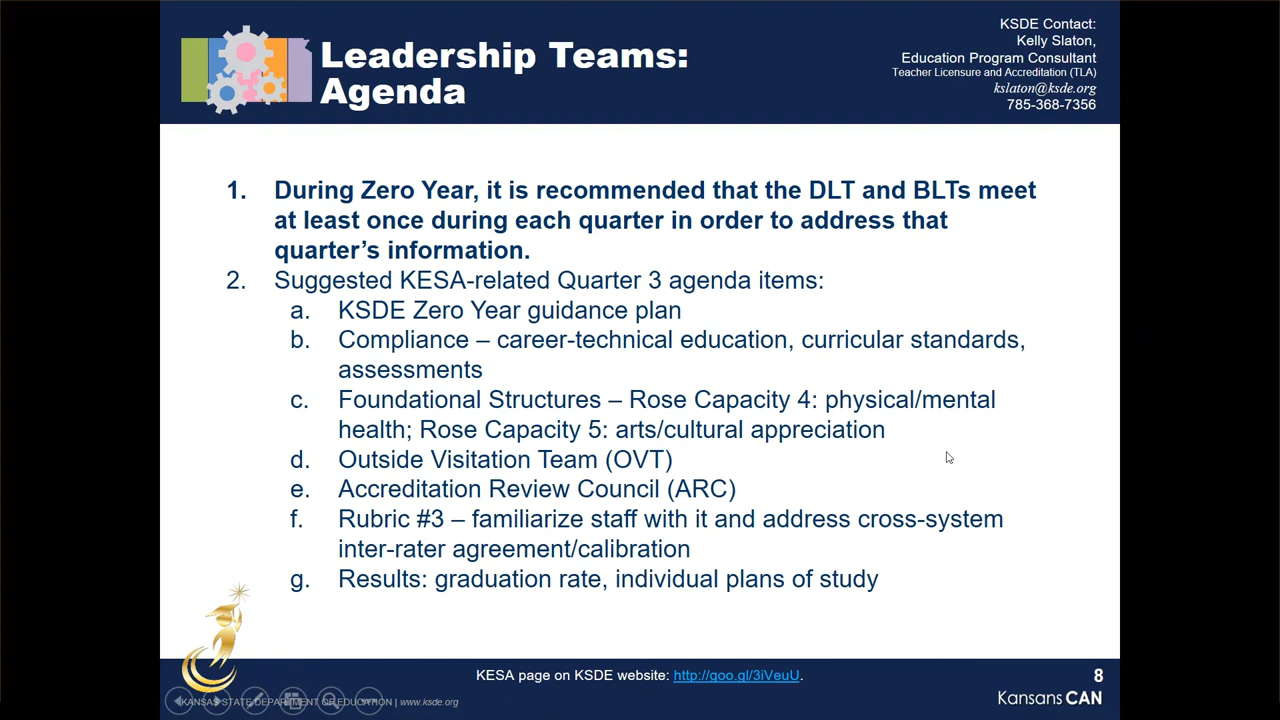 Leadership Teams:
Agenda
KSDE Contact:
Kelly Slaton,
Education Program Consultant
Teacher Licensure and Accreditation (TLA)
kslaton@ksde.org
785-368-7356
1. During Zero Year, it is recommended that the DLT and BLTs meet
at least once during each quarter in order to address that
quarter’s information.
2. Suggested KESA-related Quarter 3 agenda items:
a. KSDE Zero Year guidance plan
b. Compliance – career-technical education, curricular standards,
assessments
c. Foundational Structures – Rose Capacity 4: physical/mental
health; Rose Capacity 5: arts/cultural appreciation
d. Outside Visitation Team (OVT)
e. Accreditation Review Council (ARC)
f. Rubric #3 – familiarize staff with it and address cross-system
inter-rater agreement/calibration
g. Results: graduation rate, individual plans of study
KESA page on KSDE website: http://goo.gl/3iVeuU.
8
KANSAS STATE DEPARTMENT OF EDUCATION | www.ksde.org
KansansCAN